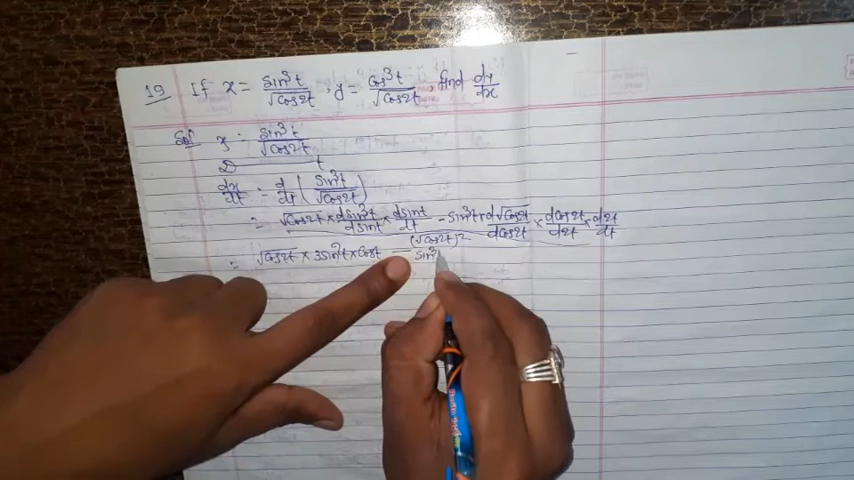 19 If x = sin³t/√cos2t, y = cos³t/√cos2t, find dy/dx
Sol x = sin³t/√cos2t
D t
dx/dt = d/dt (sin³t/√cos2t)
= √cos2t × dsin³t/dsint × dsint/dt - sin³t × d√cos2t/dcos2t × dcos2t/d2t × d2t/dt / (√cos2t)²
= √cos2t × 3sin²t × cost - sin³